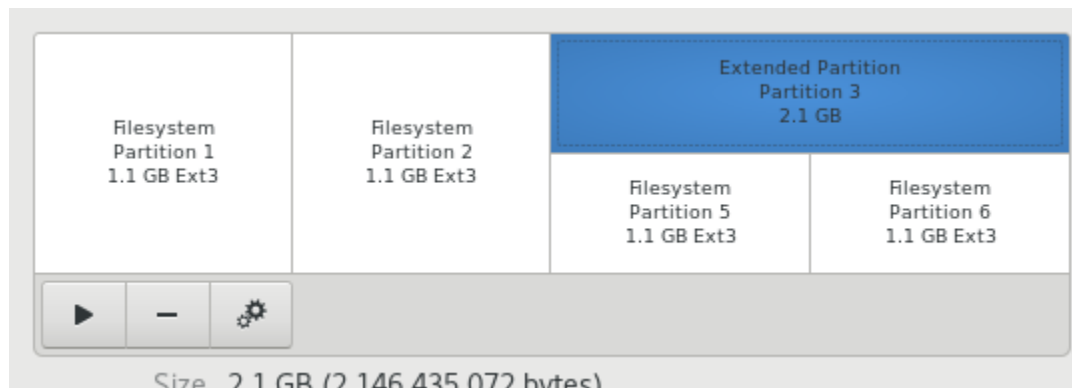 Filesystem
Partition 1
1.1 GB Ext3
Filesystem
Partition 2
1.1 GB Ext3
Extended Partition
Partition 3
2.1 GB
Filesystem
Partition 5
1.1 GB Ext3
Filesystem
Partition 6
1.1 GB Ext3
Size 2.1 GB (2,146,435,072 bytes)